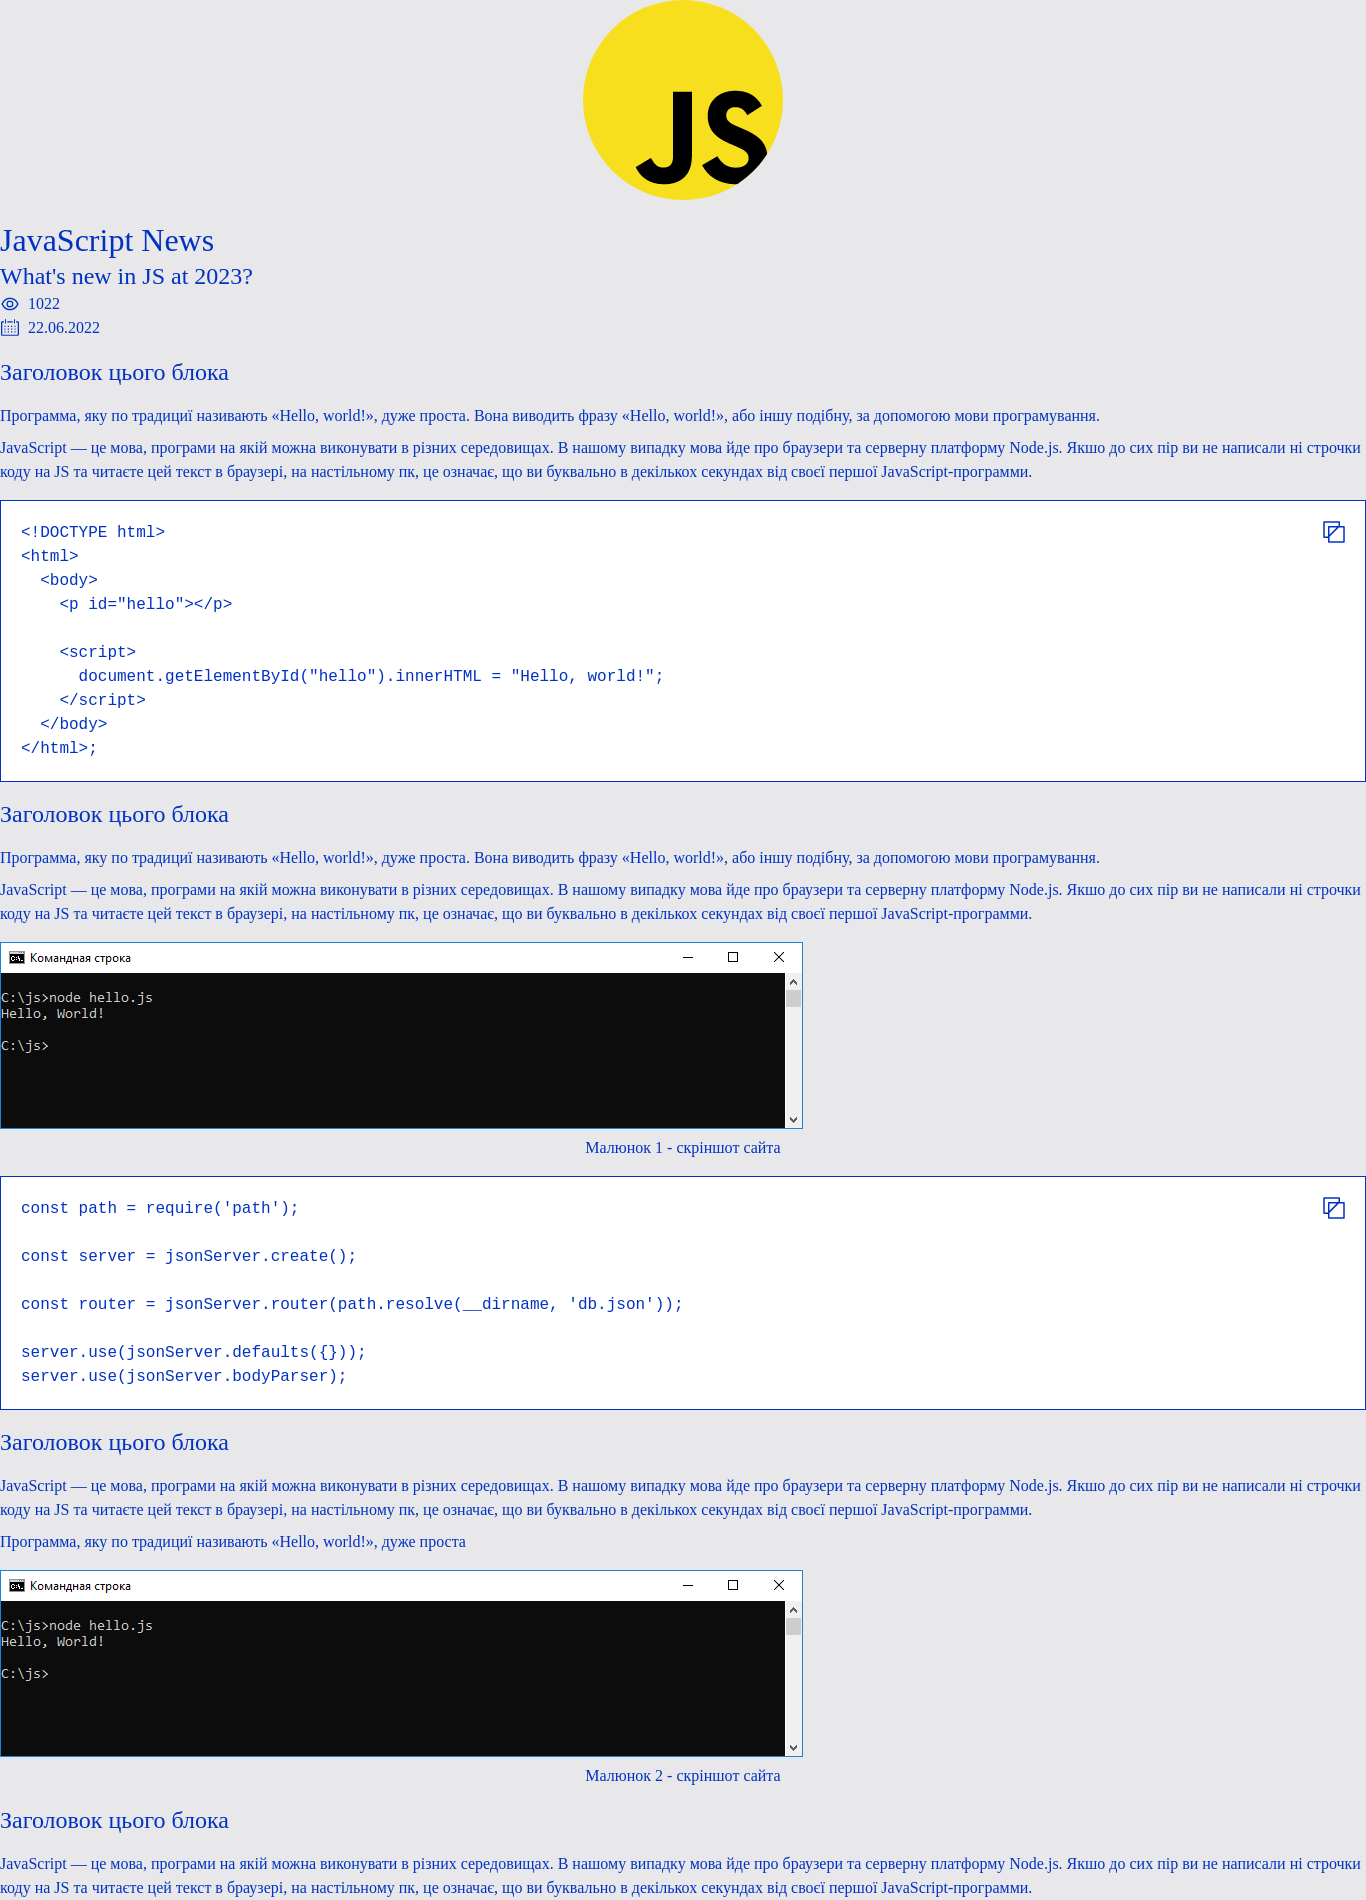 JS
JavaScript News
What's new in JS at 2023?
1022
22.06.2022
Заголовок цього блока
Программа, яку по традициї називають «Hello, world!», дуже проста. Вона виводить фразу «Hello, world!», або іншу подібну, за допомогою мови програмування.
JavaScript — це мова, програми на якій можна виконувати в різних середовищах. В нашому випадку мова йде про браузери та серверну платформу Node.js. Якшо до сих пір ви не написали ні строчки
коду на JS та читаєте цей текст в браузері, на настільному пк, це означає, що ви буквально в декількох секундах від своєї першої JavaScript-программи.
<!DOCTYPE html>
<html>
  <body>
    <p id="hello"></p>

    <script>
      document.getElementById("hello").innerHTML = "Hello, world!";
    </script>
  </body>
</html>;
Заголовок цього блока
Программа, яку по традициї називають «Hello, world!», дуже проста. Вона виводить фразу «Hello, world!», або іншу подібну, за допомогою мови програмування.
JavaScript — це мова, програми на якій можна виконувати в різних середовищах. В нашому випадку мова йде про браузери та серверну платформу Node.js. Якшо до сих пір ви не написали ні строчки
коду на JS та читаєте цей текст в браузері, на настільному пк, це означає, що ви буквально в декількох секундах від своєї першої JavaScript-программи.
Командная строка
C:\js>node hello.js
Hello, World!
C:\js>
Малюнок 1 - скріншот сайта
const path = require('path');

const server = jsonServer.create();

const router = jsonServer.router(path.resolve(__dirname, 'db.json'));

server.use(jsonServer.defaults({}));
server.use(jsonServer.bodyParser);
Заголовок цього блока
JavaScript — це мова, програми на якій можна виконувати в різних середовищах. В нашому випадку мова йде про браузери та серверну платформу Node.js. Якшо до сих пір ви не написали ні строчки
коду на JS та читаєте цей текст в браузері, на настільному пк, це означає, що ви буквально в декількох секундах від своєї першої JavaScript-программи.
Программа, яку по традициї називають «Hello, world!», дуже проста
Командная строка
C:\js>node hello.js
Hello, World!
C:\js>
Малюнок 2 - скріншот сайта
Заголовок цього блока
JavaScript — це мова, програми на якій можна виконувати в різних середовищах. В нашому випадку мова йде про браузери та серверну платформу Node.js. Якшо до сих пір ви не написали ні строчки
коду на JS та читаєте цей текст в браузері, на настільному пк, це означає, що ви буквально в декількох секундах від своєї першої JavaScript-программи.